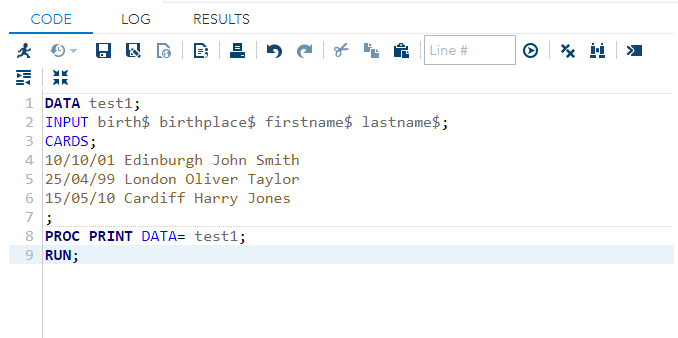 CODE LOG RESULTS
Line #
1 DATA test1;
2 INPUT birth$ birthplace$ firstname$ lastname$;
3 CARDS;
4 10/10/01 Edinburgh John Smith
5 25/04/99 London Oliver Taylor
6 15/05/10 Cardiff Harry Jones
7 ;
8 PROC PRINT DATA= test1;
9 RUN;